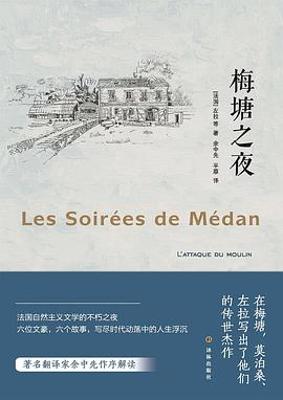 梅塘之夜
[法国] 左拉 等 著
余中先 平原 译
Les Soirées de Médan
L'ATTAQUE DU MOULIN
在梅塘,莫泊桑、
左拉写出了他们
的传世杰作
法国自然主义文学的不朽之夜
六位文豪,六个故事,写尽时代动荡中的人生浮沉
著名翻译家余中先作序解读
译林出版社